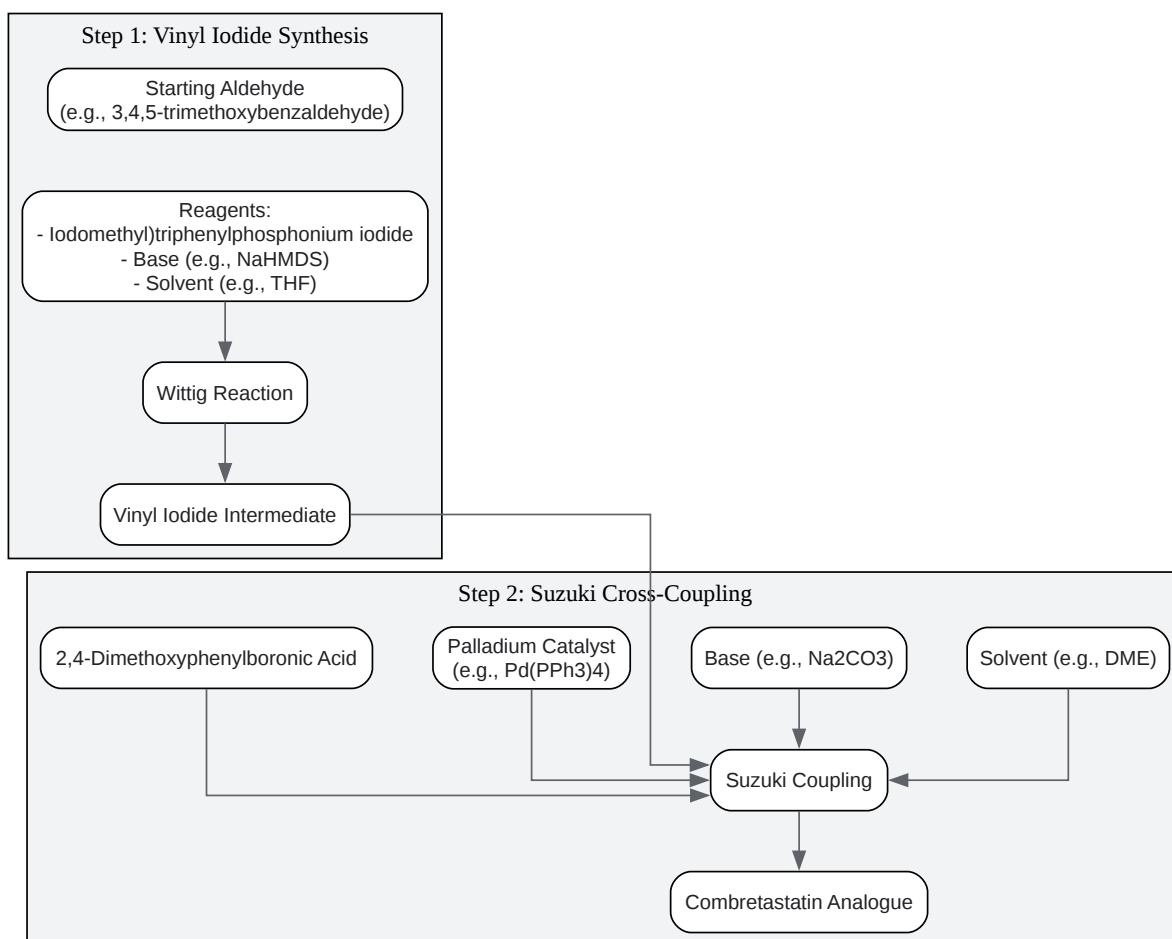 Step 1: Vinyl Iodide Synthesis
Starting Aldehyde
(e.g., 3,4,5-trimethoxybenzaldehyde)
Reagents:
- Iodomethyl)triphenylphosphonium iodide
- Base (e.g., NaHMDS)
- Solvent (e.g., THF)
Wittig Reaction
Vinyl Iodide Intermediate
Step 2: Suzuki Cross-Coupling
2,4-Dimethoxyphenylboronic Acid
Palladium Catalyst
(e.g., Pd(PPh3)4)
Base (e.g., Na2CO3)
Solvent (e.g., DME)
Suzuki Coupling
Combretastatin Analogue